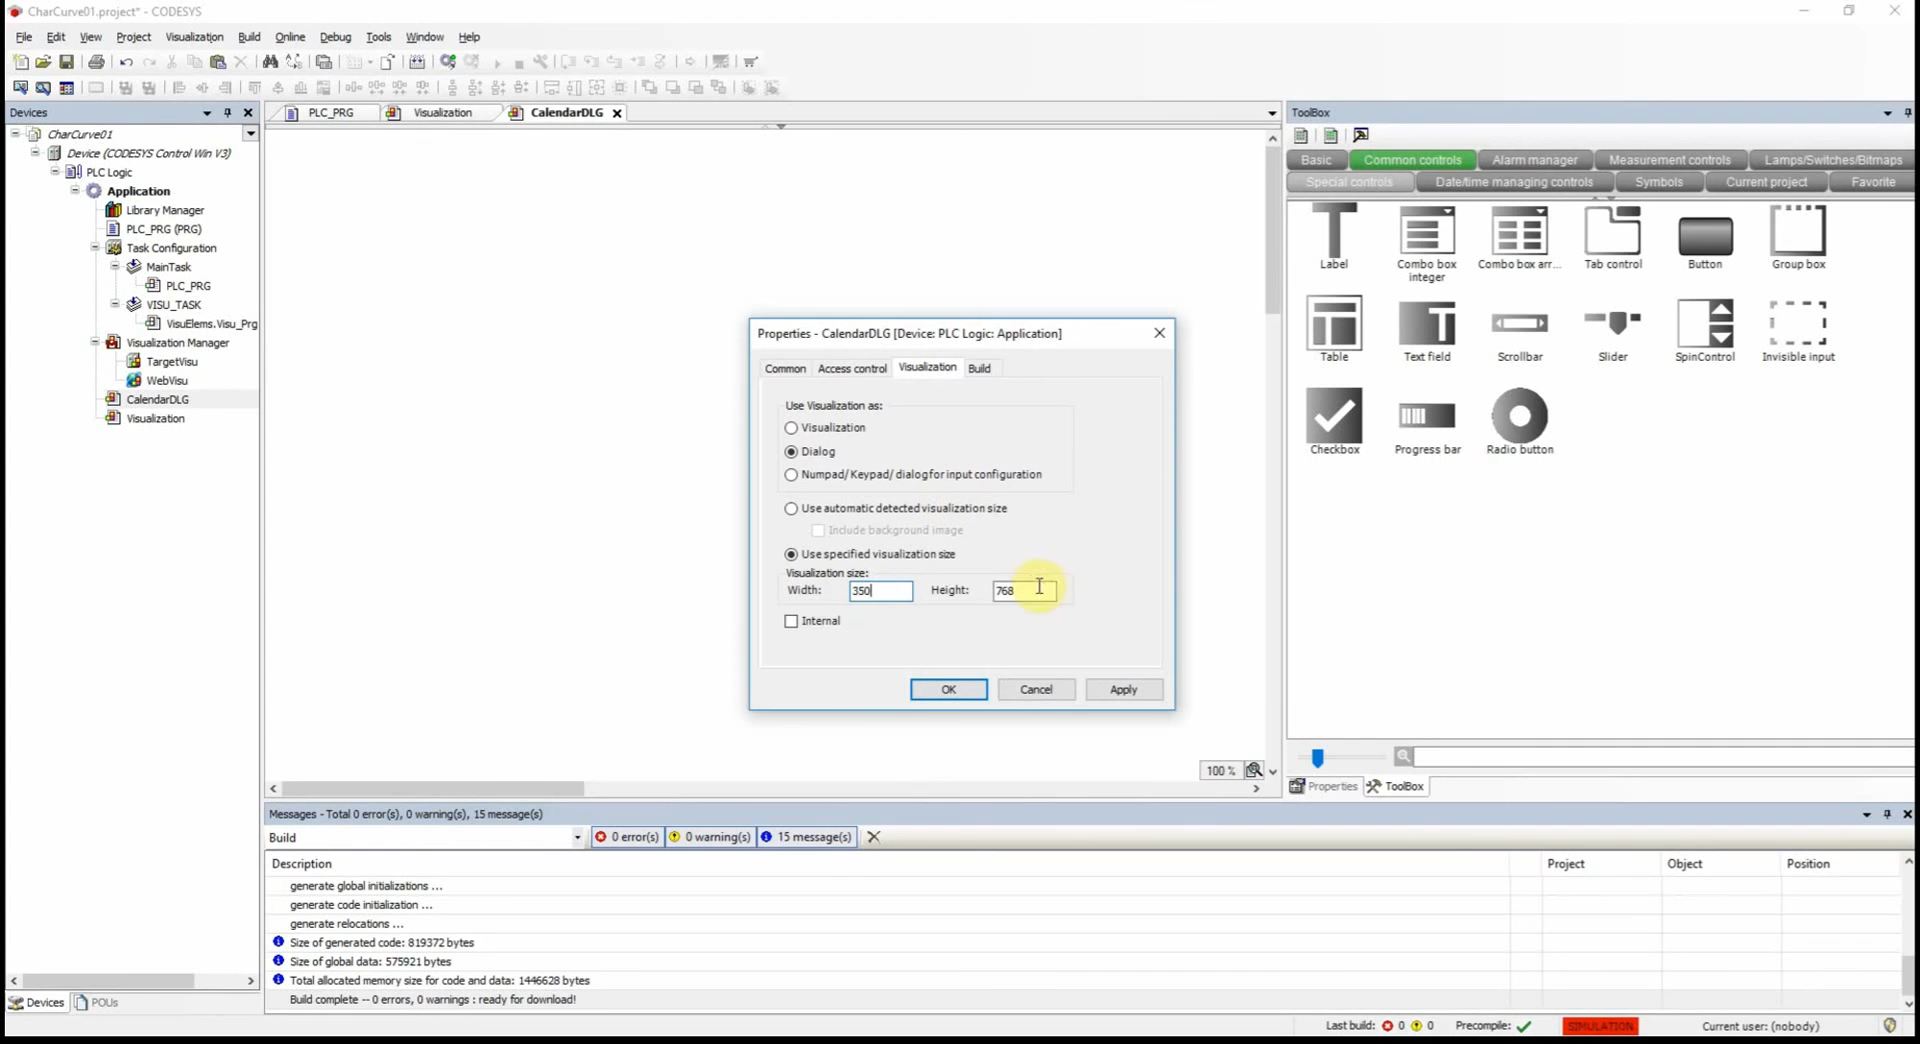 CharCurve01.project* - CODESYS
File Edit View Project Visualization Build Online Debug Tools Window Help
Devices
CharCurve01
Device (CODESYS Control Win V3)
PLC Logic
Application
Library Manager
PLC_PRG (PRG)
Task Configuration
MainTask
PLC_PRG
VISU_TASK
VisuElems.Visu_Prg
Visualization Manager
TargetVisu
WebVisu
CalendarDLG
Visualization
Devices POUs
PLC_PRG Visualization CalendarDLG
Properties - CalendarDLG [Device: PLC Logic: Application]
Common Access control Visualization Build
Use Visualization as:
Visualization
Dialog
Numpad/ Keypad/ dialogfor input configuration
Use automatic detected visualization size
Include background image
Use specified visualization size
Visualization size:
Width: 350 Height: 768
Internal
OK Cancel Apply
100 %
ToolBox
Basic Common controls Alarm manager Measurement controls Lamps/Switches/Bitmaps
Special controls Date/time managing controls Symbols Current project Favorite
Label Combo box integer Combo box arr... Tab control Button Group box
Table Text field Scrollbar Slider SpinControl Invisible input
Checkbox Progress bar Radio button
Properties ToolBox
Messages - Total 0 error(s), 0 warning(s), 15 message(s)
Build 0 error(s) 0 warning(s) 15 message(s)
Description Project Object Position
generate global initializations ...
generate code initialization ...
generate relocations ...
Size of generated code: 819372 bytes
Size of global data: 575921 bytes
Total allocated memory size for code and data: 1446628 bytes
Build complete -- 0 errors, 0 warnings : ready for download!
Last build: 0 0 Precompile: SIMULATION Current user: (nobody)